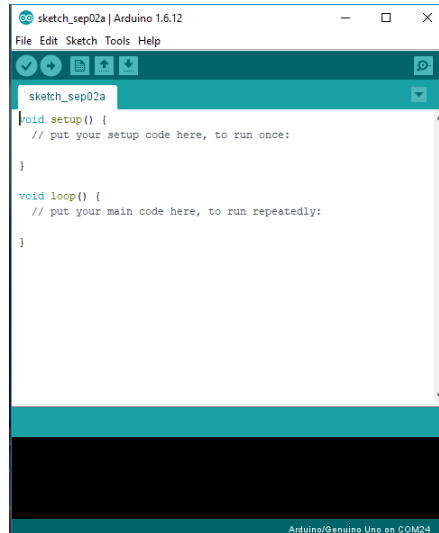 sketch_sep02a | Arduino 1.6.12
File Edit Sketch Tools Help
sketch_sep02a
void setup() {
  // put your setup code here, to run once:
}
void loop() {
  // put your main code here, to run repeatedly:
}
Arduino/Genuino Uno on COM24